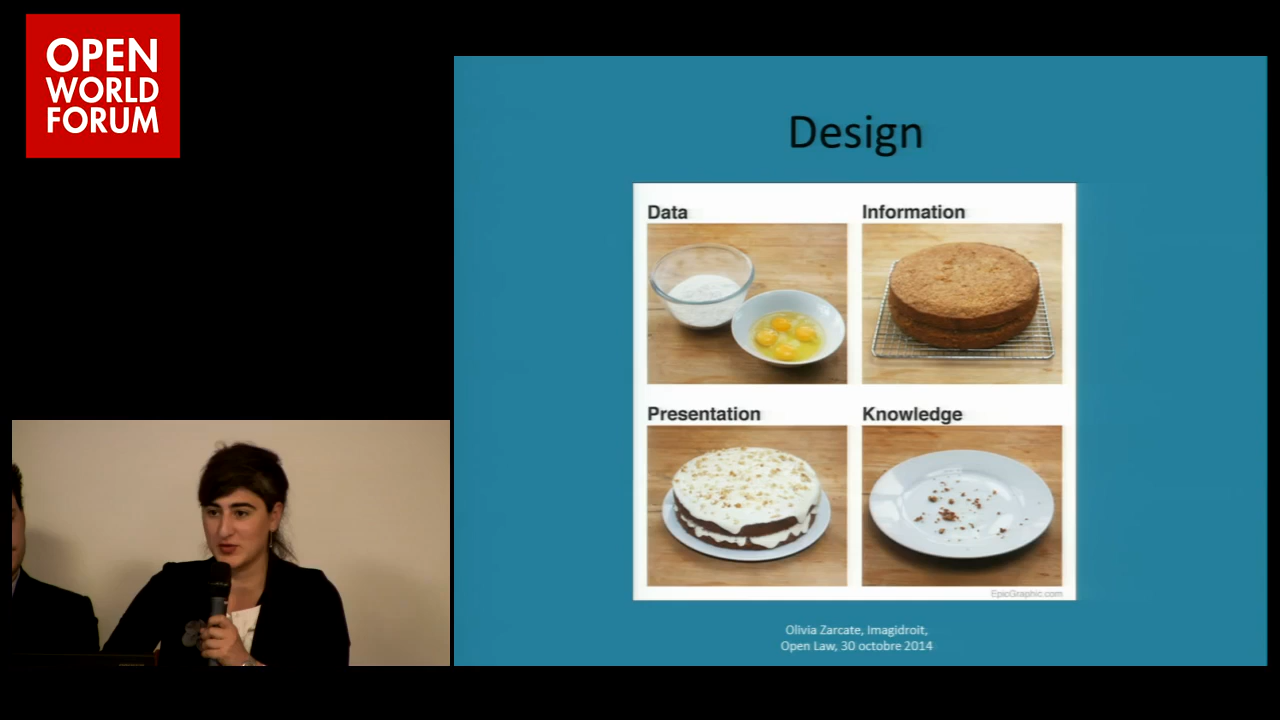 OPEN
WORLD
FORUM
Design
Data
Information
Presentation
Knowledge
EpicGraphic.com
Olivia Zarcate, Imagidroit,
Open Law, 30 octobre 2014